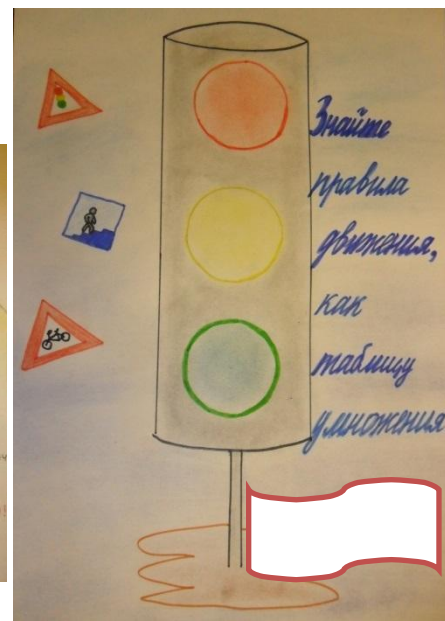 Знайте
правила
движения,
как
таблицу
умножения